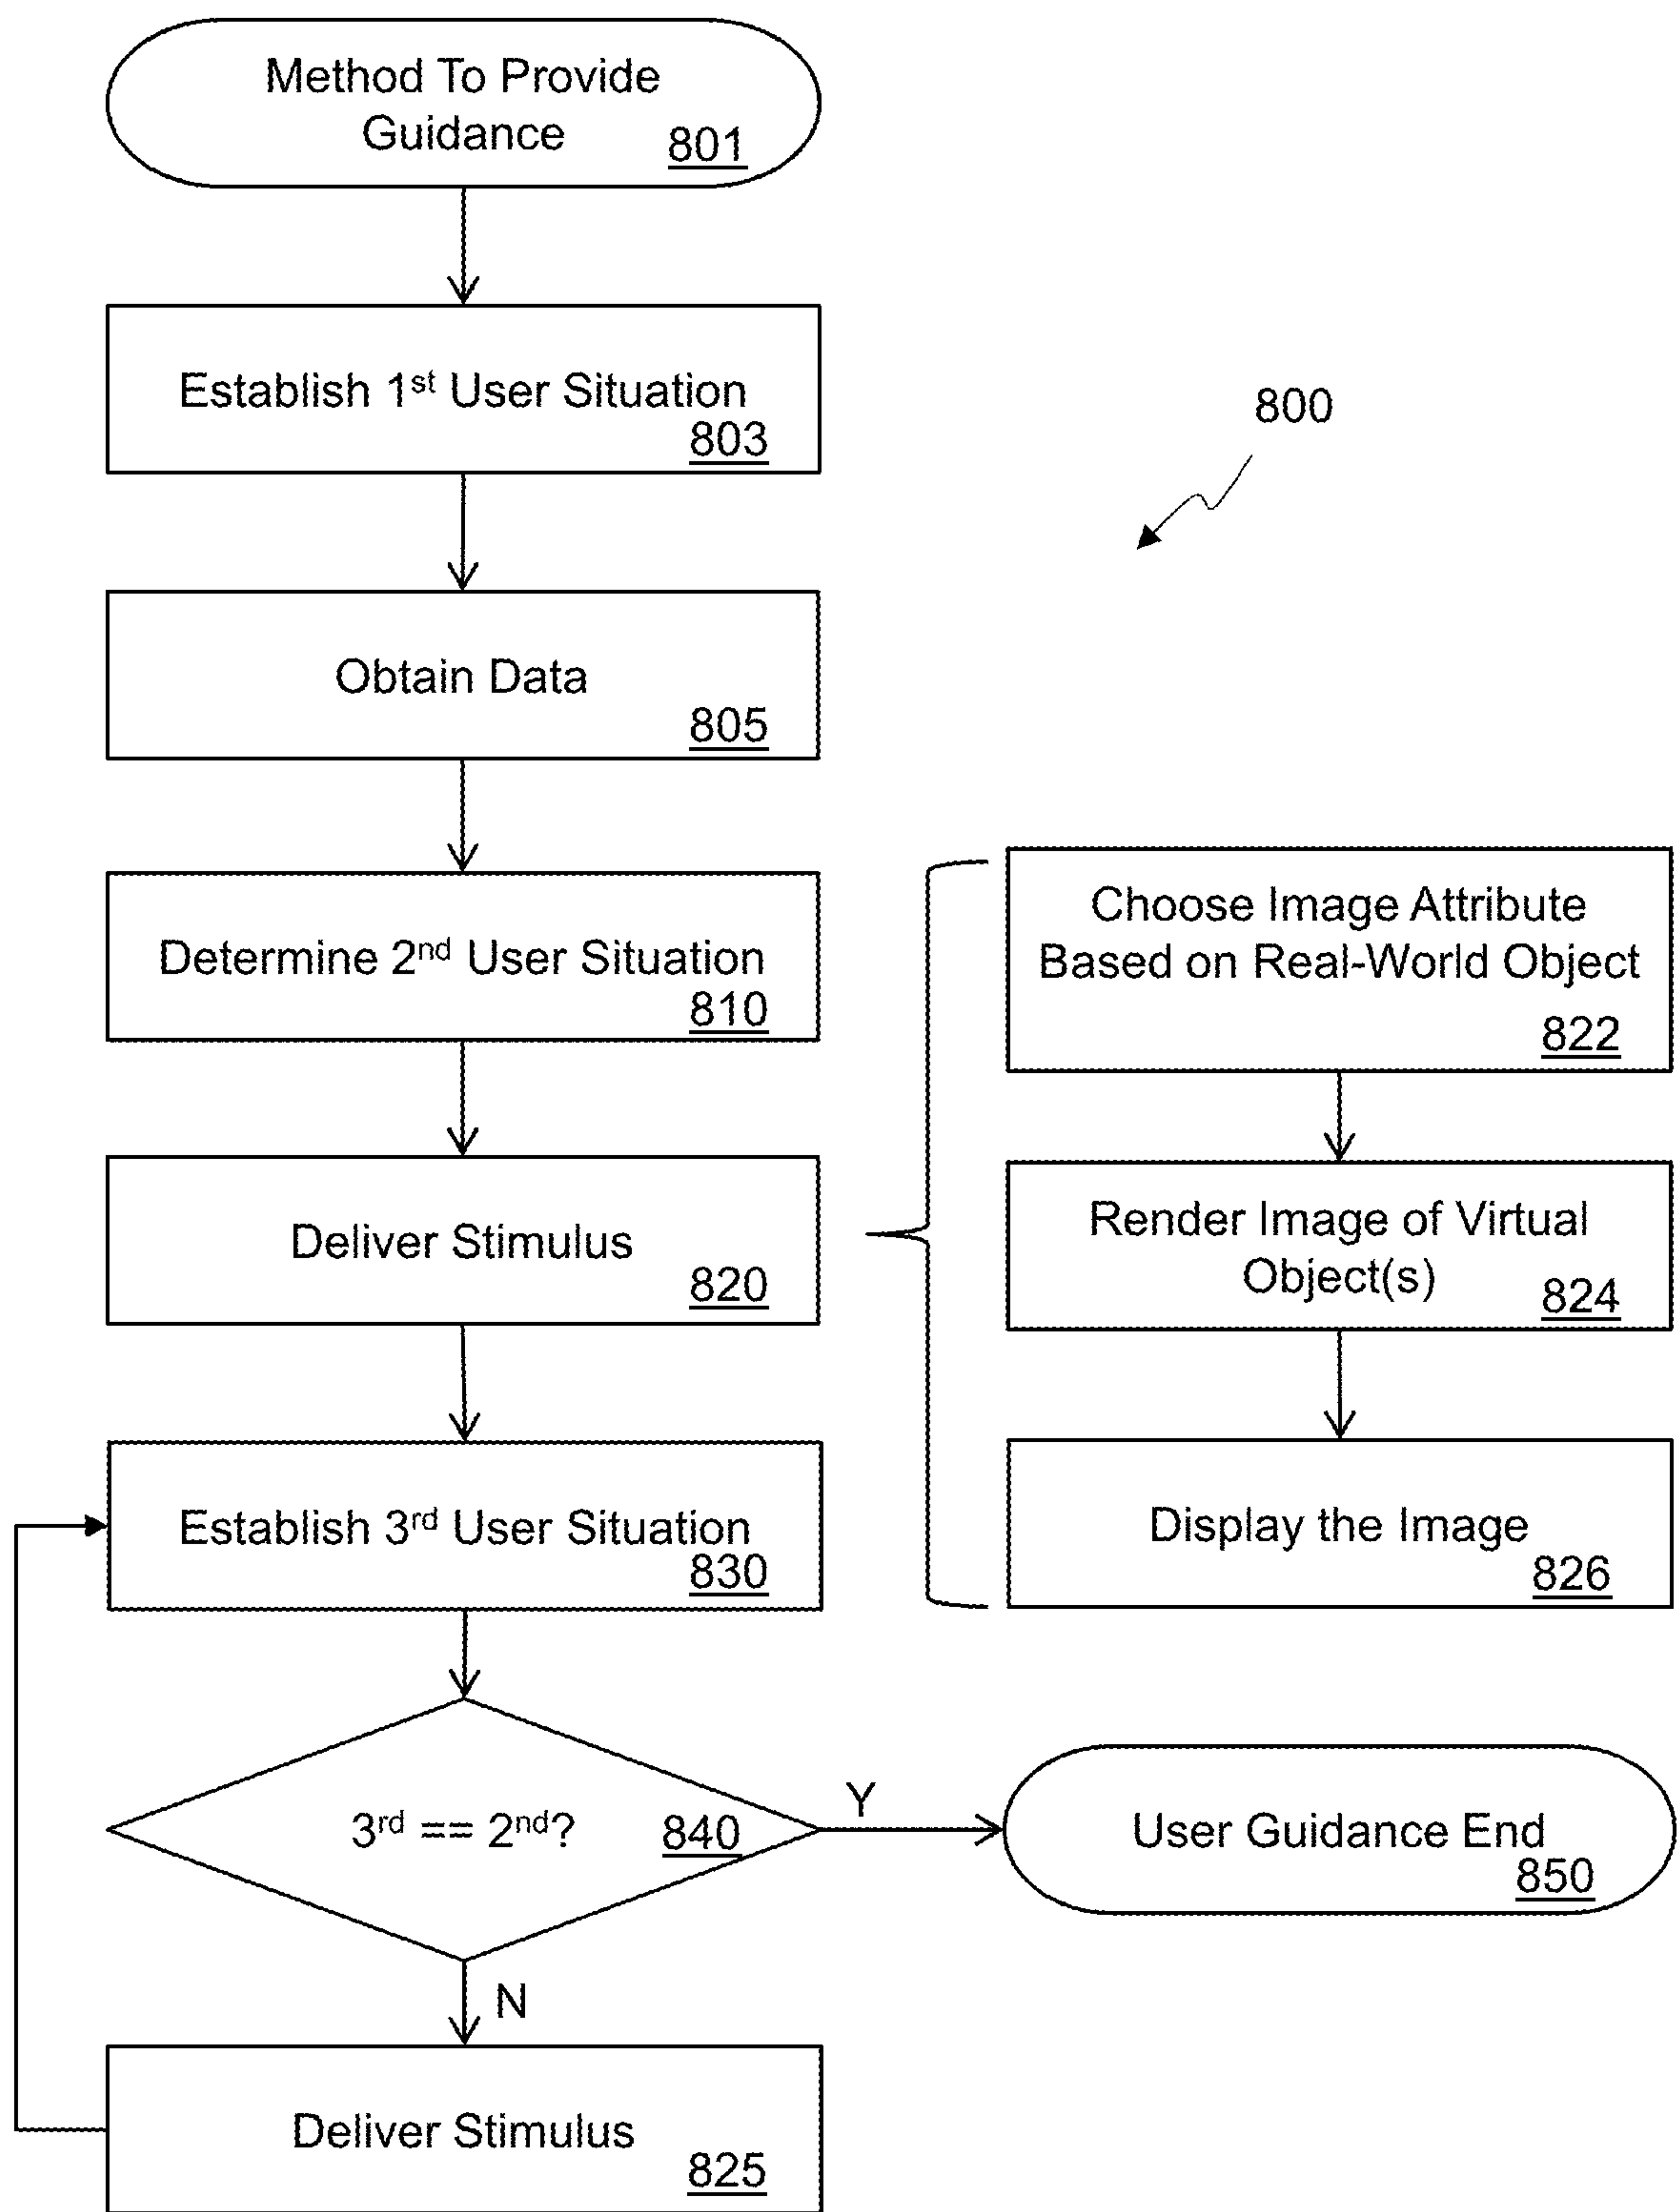 Method To Provide
Guidance
801
Establish 1st User Situation
803
800
Obtain Data
805
Determine 2nd User Situation
810
Choose Image Attribute
Based on Real-World Object
822
Deliver Stimulus
820
Render Image of Virtual
Object(s)
824
Establish 3rd User Situation
830
Display the Image
826
3rd == 2nd?
840
Y
User Guidance End
850
N
Deliver Stimulus
825